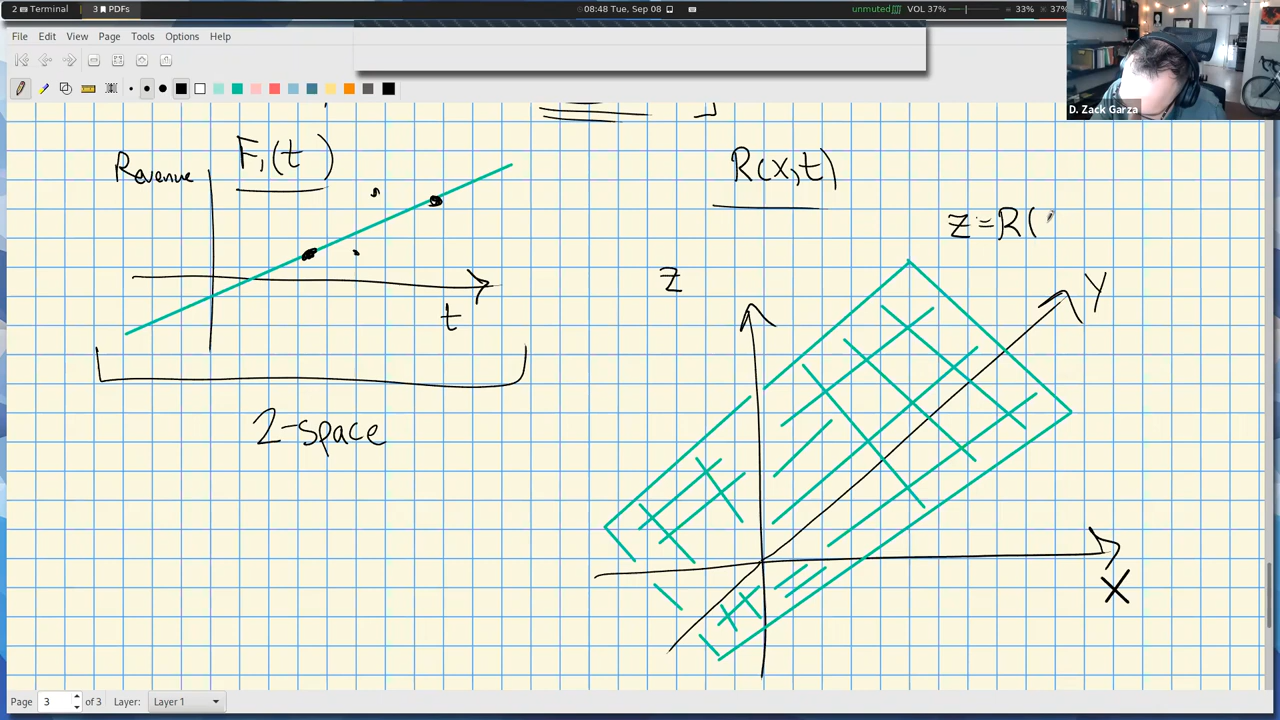 2 Terminal 3 PDFs 08:48 Tue, Sep 08 unmuted VOL 37% 33% 37%
File Edit View Page Tools Options Help
D. Zack Garza
Revenue F₁(t) R(x,t)
z=R(
z
Y
t
2-space
X
Page 3 of 3 Layer: Layer 1